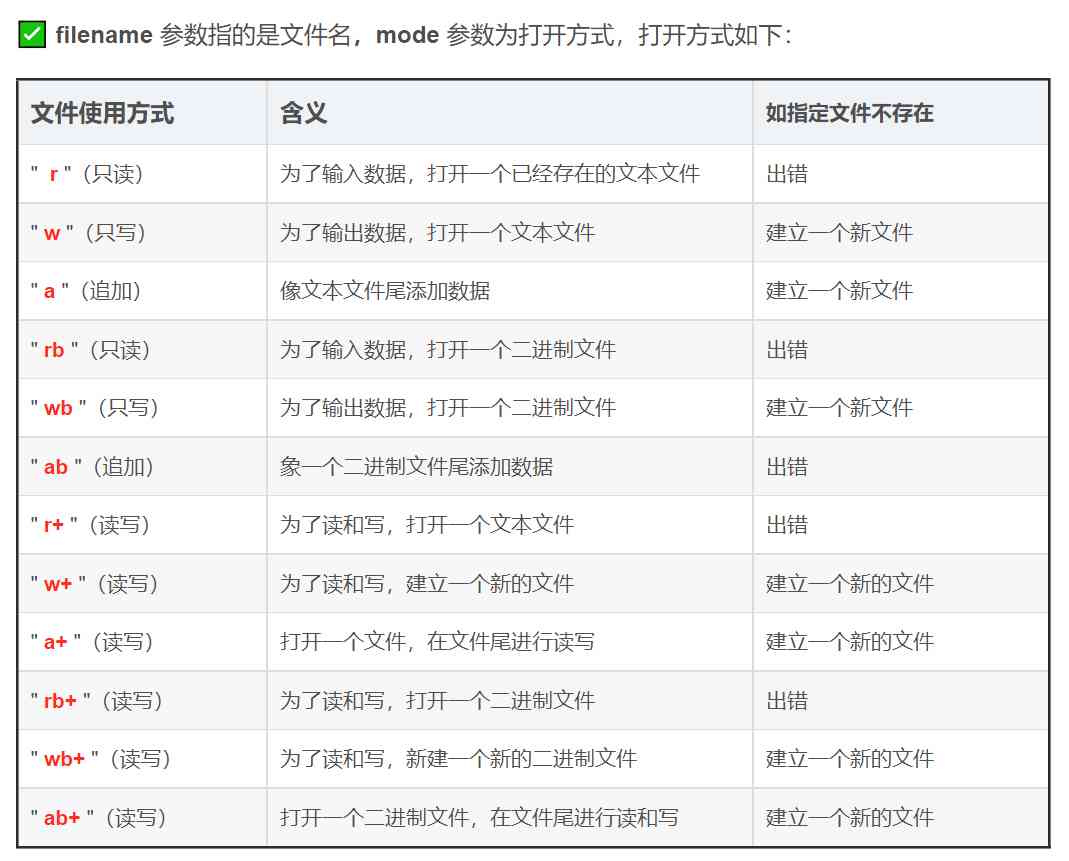 ✅ filename 参数指的是文件名，mode 参数为打开方式，打开方式如下：
文件使用方式 含义 如指定文件不存在
" r "（只读） 为了输入数据，打开一个已经存在的文本文件 出错
" w "（只写） 为了输出数据，打开一个文本文件 建立一个新文件
" a "（追加） 像文本文件尾添加数据 建立一个新文件
" rb "（只读） 为了输入数据，打开一个二进制文件 出错
" wb "（只写） 为了输出数据，打开一个二进制文件 建立一个新文件
" ab "（追加） 象一个二进制文件尾添加数据 出错
" r+ "（读写） 为了读和写，打开一个文本文件 出错
" w+ "（读写） 为了读和写，建立一个新的文件 建立一个新的文件
" a+ "（读写） 打开一个文件，在文件尾进行读写 建立一个新的文件
" rb+ "（读写） 为了读和写，打开一个二进制文件 出错
" wb+ "（读写） 为了读和写，新建一个新的二进制文件 建立一个新的文件
" ab+ "（读写） 打开一个二进制文件，在文件尾进行读和写 建立一个新的文件